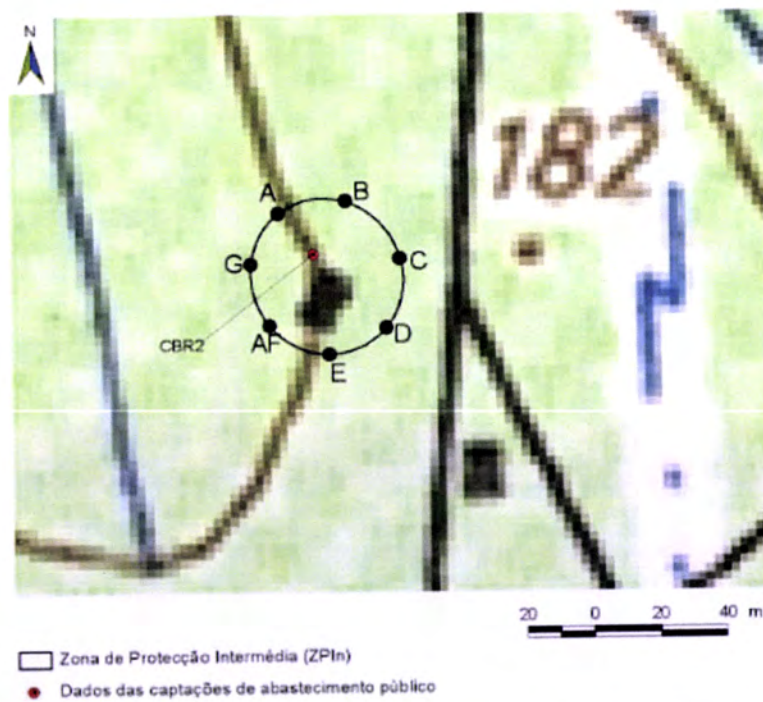 N
182
A
B
G
C
CBR2
AF
D
E
20 0 20 40 m
Zona de Protecção Intermédia (ZPIn)
Dados das captações de abastecimento público